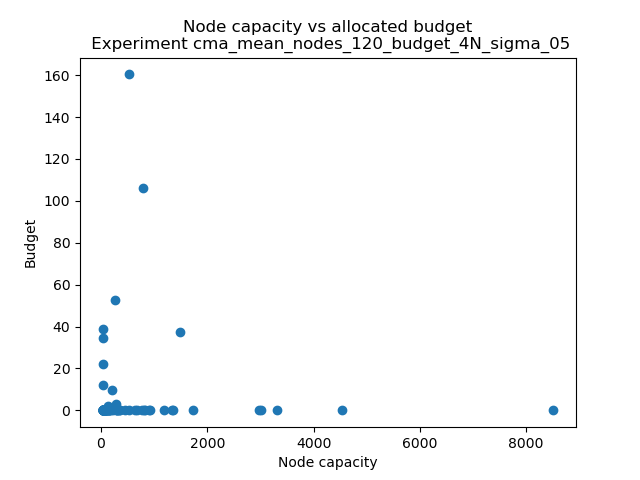 Node capacity vs allocated budget
Experiment cma_mean_nodes_120_budget_4N_sigma_05
160
140
120
100
80
60
40
20
0
Budget
0 2000 4000 6000 8000
Node capacity